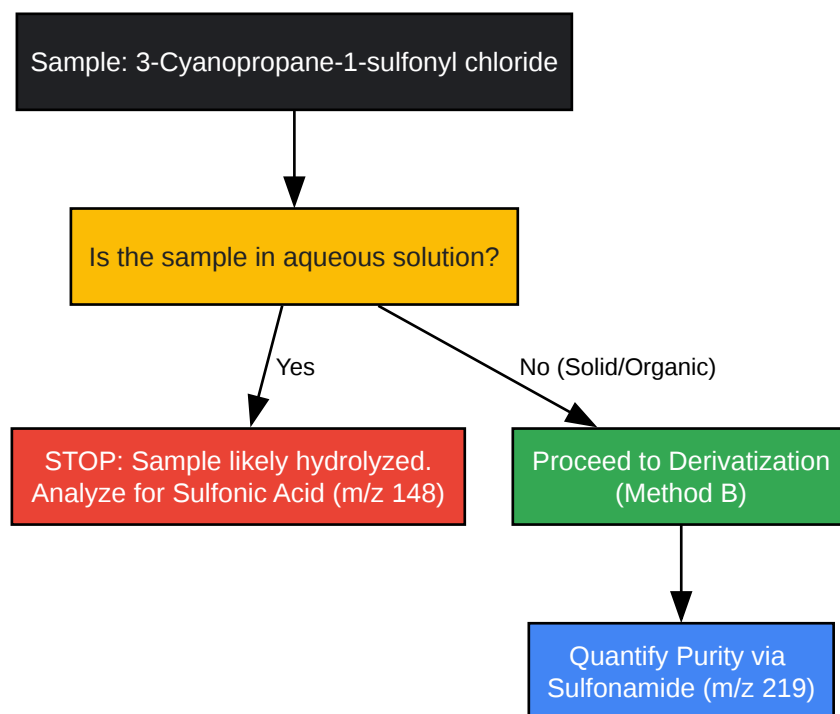 Sample: 3-Cyanopropane-1-sulfonyl chloride
Is the sample in aqueous solution?
Yes
No (Solid/Organic)
STOP: Sample likely hydrolyzed.
Analyze for Sulfonic Acid (m/z 148)
Proceed to Derivatization
(Method B)
Quantify Purity via
Sulfonamide (m/z 219)